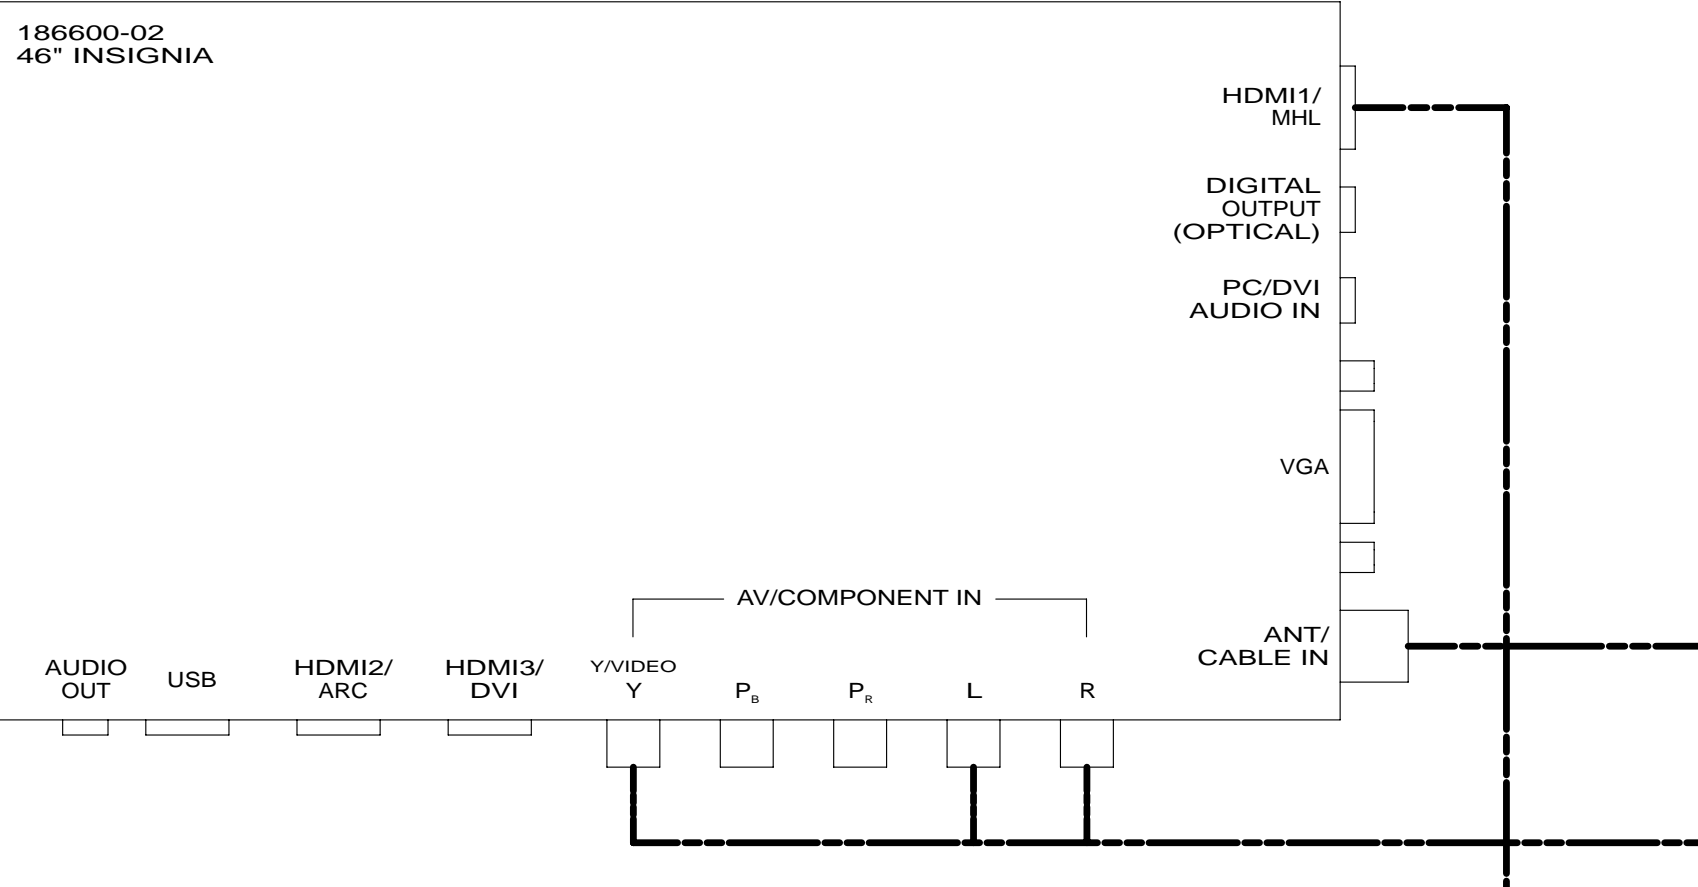 186600-02
46" INSIGNIA
HDMI1/
MHL
DIGITAL
OUTPUT
(OPTICAL)
PC/DVI
AUDIO IN
VGA
AV/COMPONENT IN
ANT/
CABLE IN
AUDIO
OUT
USB
HDMI2/
ARC
HDMI3/
DVI
Y/VIDEO
Y
PB
PR
L
R